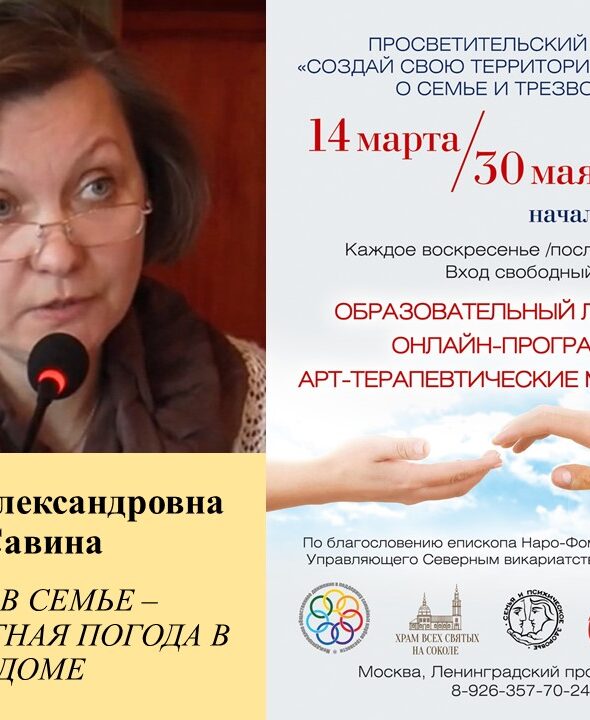 лександровна
Савина
В СЕМЬЕ –
ТНАЯ ПОГОДА В
ДОМЕ
ПРОСВЕТИТЕЛЬСКИЙ
«СОЗДАЙ СВОЮ ТЕРРИТОРИ
О СЕМЬЕ И ТРЕЗВО
14 марта/
30 мая
начал
Каждое воскресенье /посл
Вход свободный
ОБРАЗОВАТЕЛЬНЫЙ Л
ОНЛАЙН-ПРОГРА
АРТ-ТЕРАПЕВТИЧЕСКИЕ М
По благословению епископа Наро-Фом
Управляющего Северным викариатств
ХРАМ ВСЕХ СВЯТЫХ
НА СОКОЛЕ
СЕМЬЯ И ПСИХИЧЕСКОЕ
ЗДОРОВЬЕ
Москва, Ленинградский про
8-926-357-70-24